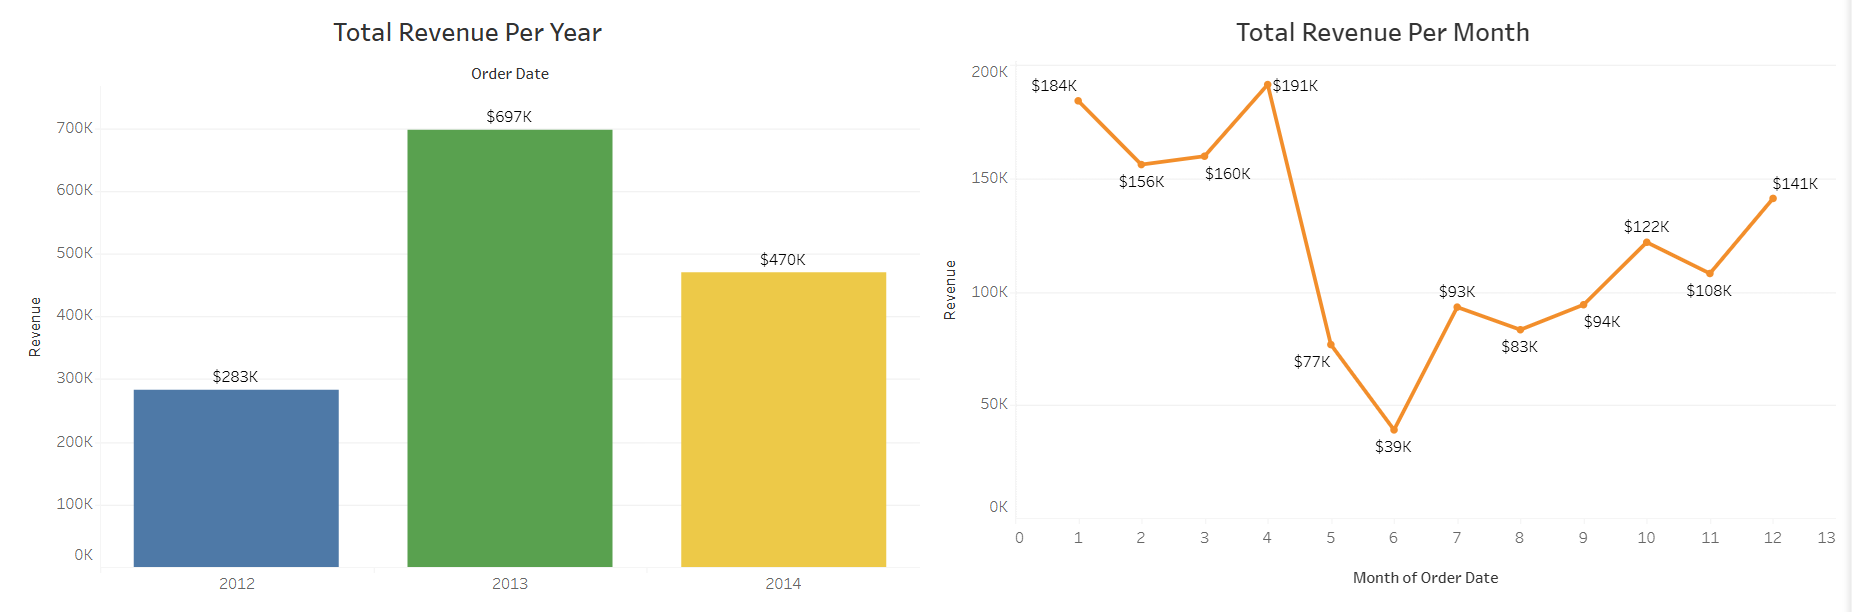 Total Revenue Per Year
Order Date
Revenue
700K
600K
500K
400K
300K
200K
100K
0K
$283K
$697K
$470K
2012
2013
2014
Total Revenue Per Month
Revenue
200K
150K
100K
50K
0K
$184K
$156K
$160K
$191K
$77K
$39K
$93K
$83K
$94K
$122K
$108K
$141K
0 1 2 3 4 5 6 7 8 9 10 11 12 13
Month of Order Date